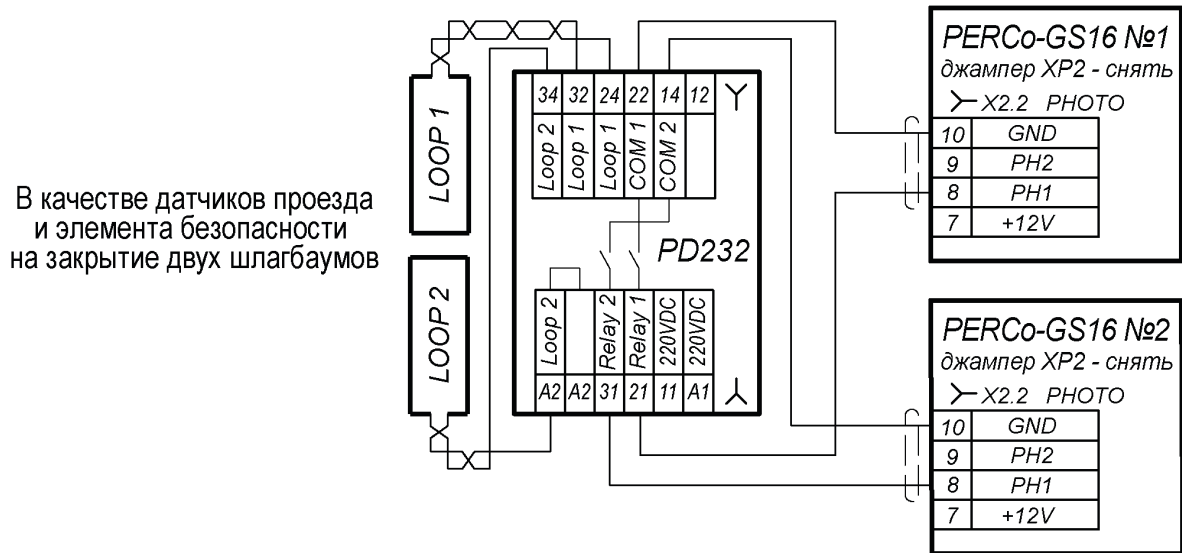 В качестве датчиков проезда
и элемента безопасности
на закрытие двух шлагбаумов
LOOP 1
LOOP 2
34 32 24 22 14 12
Loop 2 Loop 1 Loop 1 COM 1 COM 2
PD232
Loop 2 Relay 2 Relay 1 220VDC 220VDC
A2 A2 31 21 11 A1
PERCo-GS16 №1
джампер XP2 - снять
X2.2 PHOTO
10 GND
9 PH2
8 PH1
7 +12V
PERCo-GS16 №2
джампер XP2 - снять
X2.2 PHOTO
10 GND
9 PH2
8 PH1
7 +12V